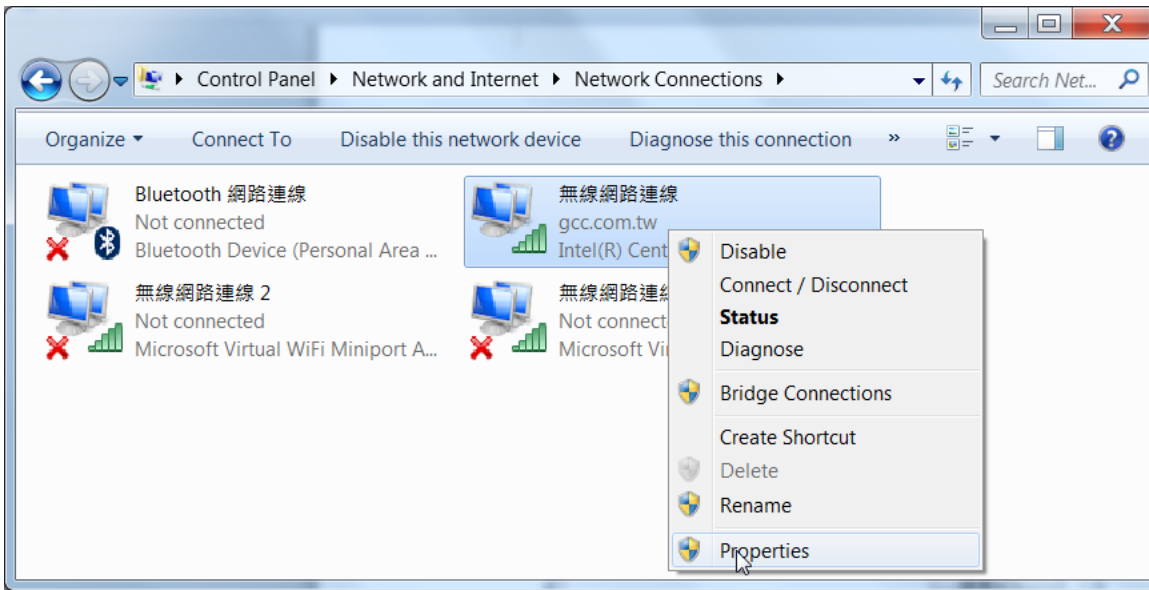 Control Panel ▸ Network and Internet ▸ Network Connections ▸
Search Net...
Organize
Connect To
Disable this network device
Diagnose this connection
»
Bluetooth 網路連線
Not connected
Bluetooth Device (Personal Area ...
無線網路連線
gcc.com.tw
Intel(R) Cent
無線網路連線 2
Not connected
Microsoft Virtual WiFi Miniport A...
無線網路連
Not connect
Microsoft Vi
Disable
Connect / Disconnect
Status
Diagnose
Bridge Connections
Create Shortcut
Delete
Rename
Properties